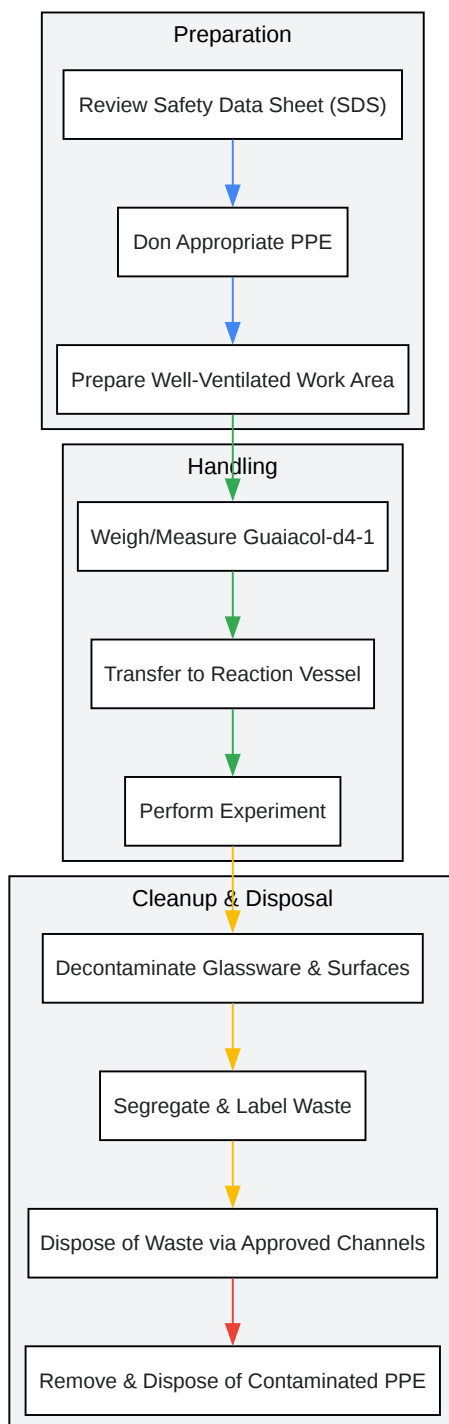 Preparation
Review Safety Data Sheet (SDS)
Don Appropriate PPE
Prepare Well-Ventilated Work Area
Handling
Weigh/Measure Guaiacol-d4-1
Transfer to Reaction Vessel
Perform Experiment
Cleanup & Disposal
Decontaminate Glassware & Surfaces
Segregate & Label Waste
Dispose of Waste via Approved Channels
Remove & Dispose of Contaminated PPE